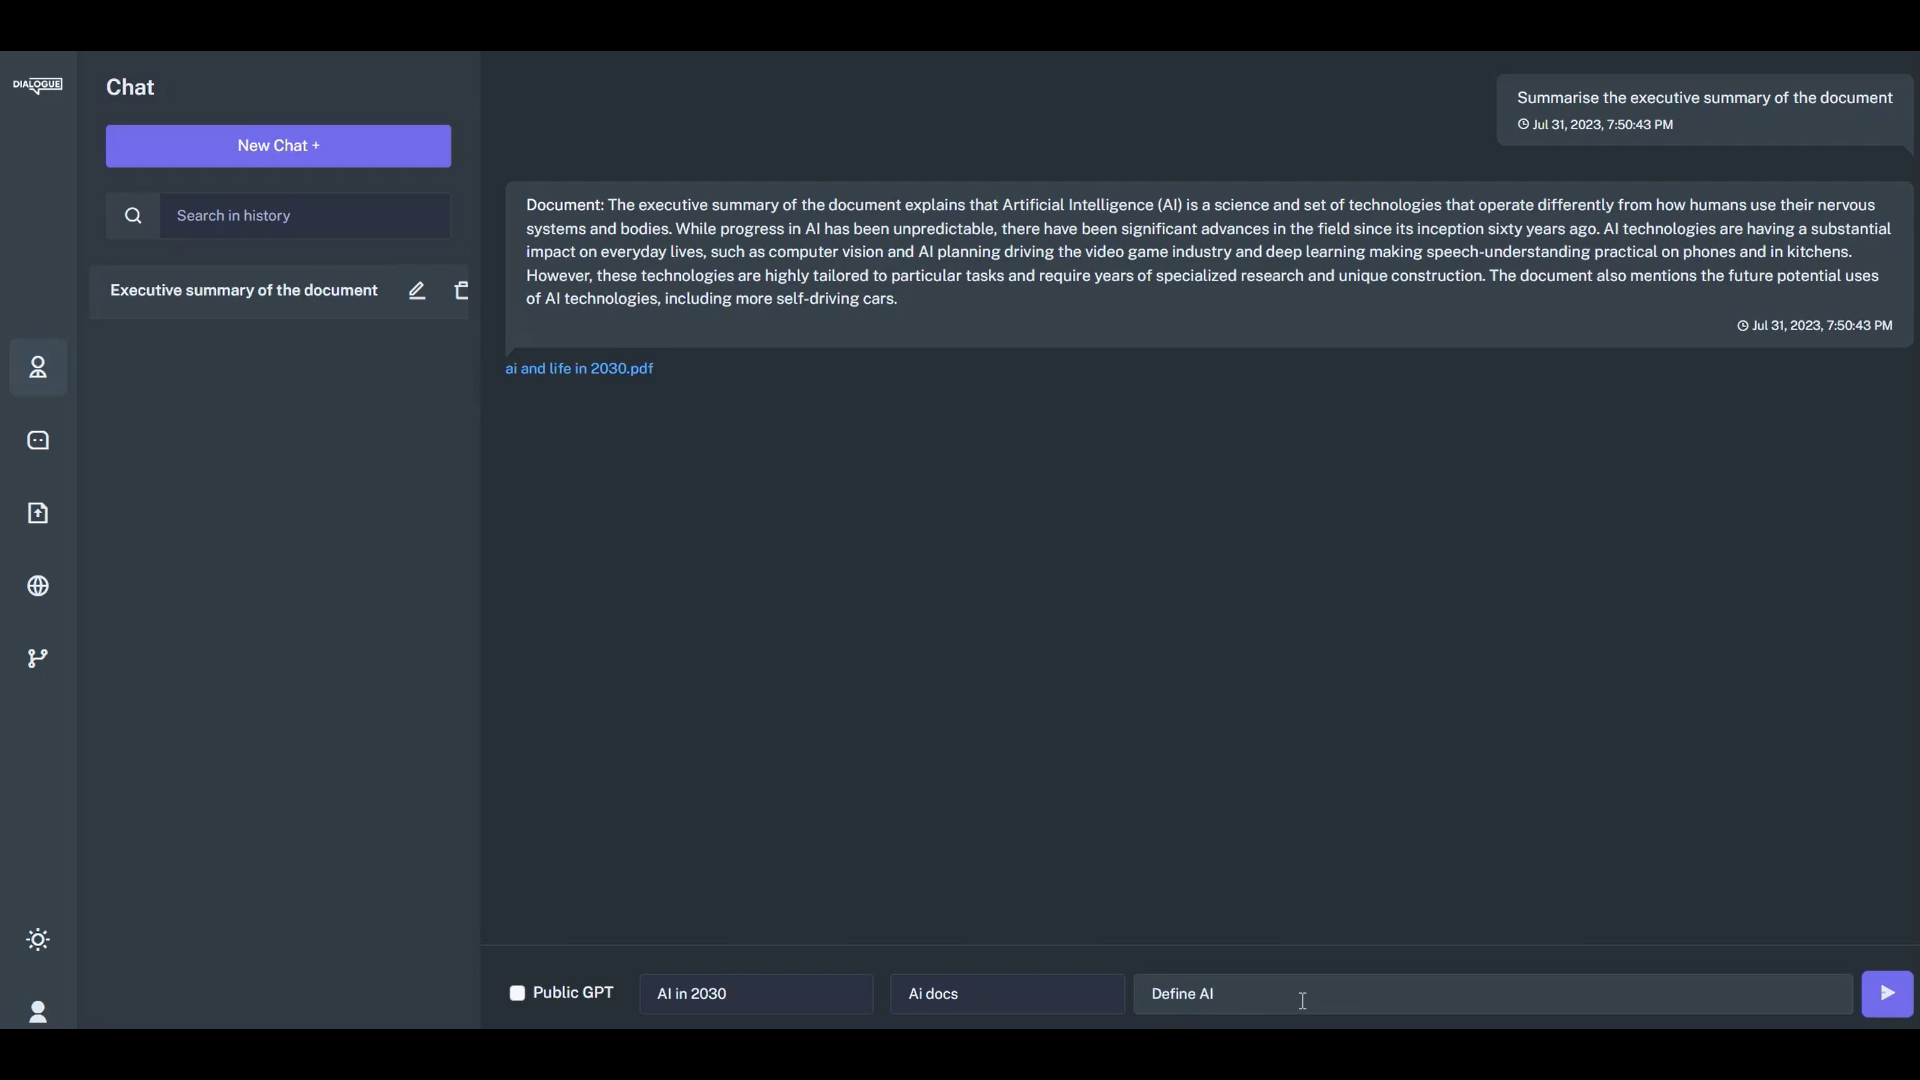 DIALOGUE
Chat
New Chat +
Search in history
Executive summary of the document
Summarise the executive summary of the document
Jul 31, 2023, 7:50:43 PM
Document: The executive summary of the document explains that Artificial Intelligence (AI) is a science and set of technologies that operate differently from how humans use their nervous
systems and bodies. While progress in AI has been unpredictable, there have been significant advances in the field since its inception sixty years ago. AI technologies are having a substantial
impact on everyday lives, such as computer vision and AI planning driving the video game industry and deep learning making speech-understanding practical on phones and in kitchens.
However, these technologies are highly tailored to particular tasks and require years of specialized research and unique construction. The document also mentions the future potential uses
of AI technologies, including more self-driving cars.
Jul 31, 2023, 7:50:43 PM
ai and life in 2030.pdf
Public GPT
AI in 2030
Ai docs
Define AI